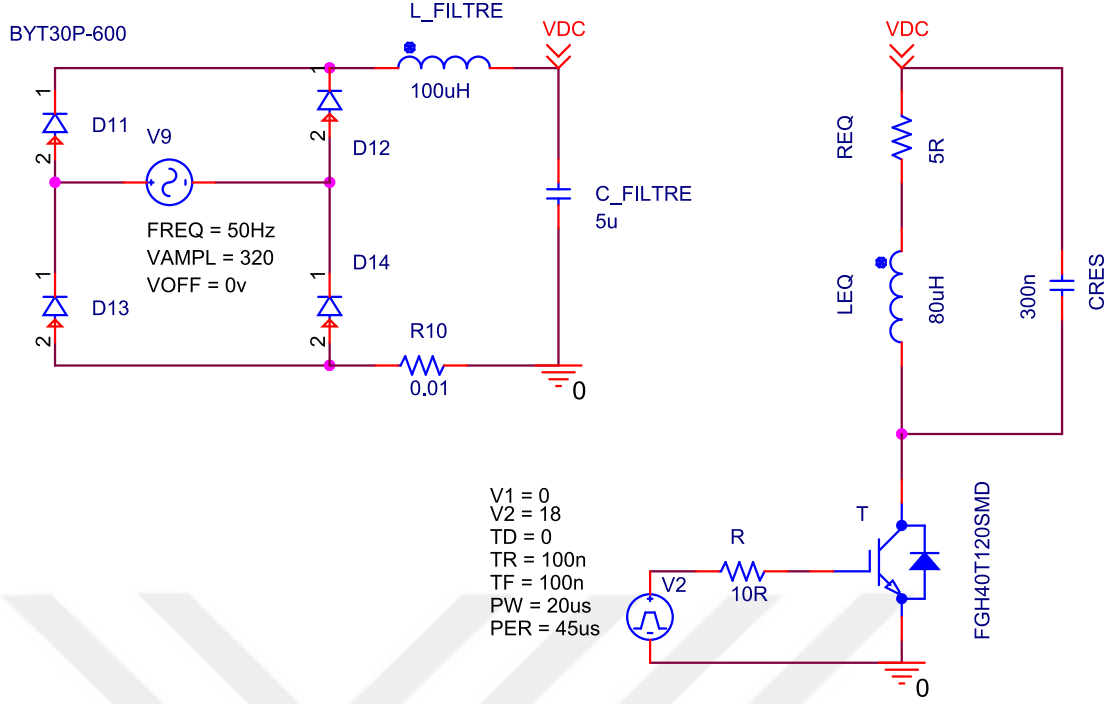 BYT30P-600
L_FILTRE
100uH
VDC
VDC
1
D11
2
V9
1
2
D12
FREQ = 50Hz
VAMPL = 320
VOFF = 0v
C_FILTRE
5u
1
D13
2
D14
1
2
R10
0.01
0
REQ
5R
LEQ
80uH
300n
CRES
V1 = 0
V2 = 18
TD = 0
TR = 100n
TF = 100n
PW = 20us
PER = 45us
V2
R
10R
T
FGH40T120SMD
0